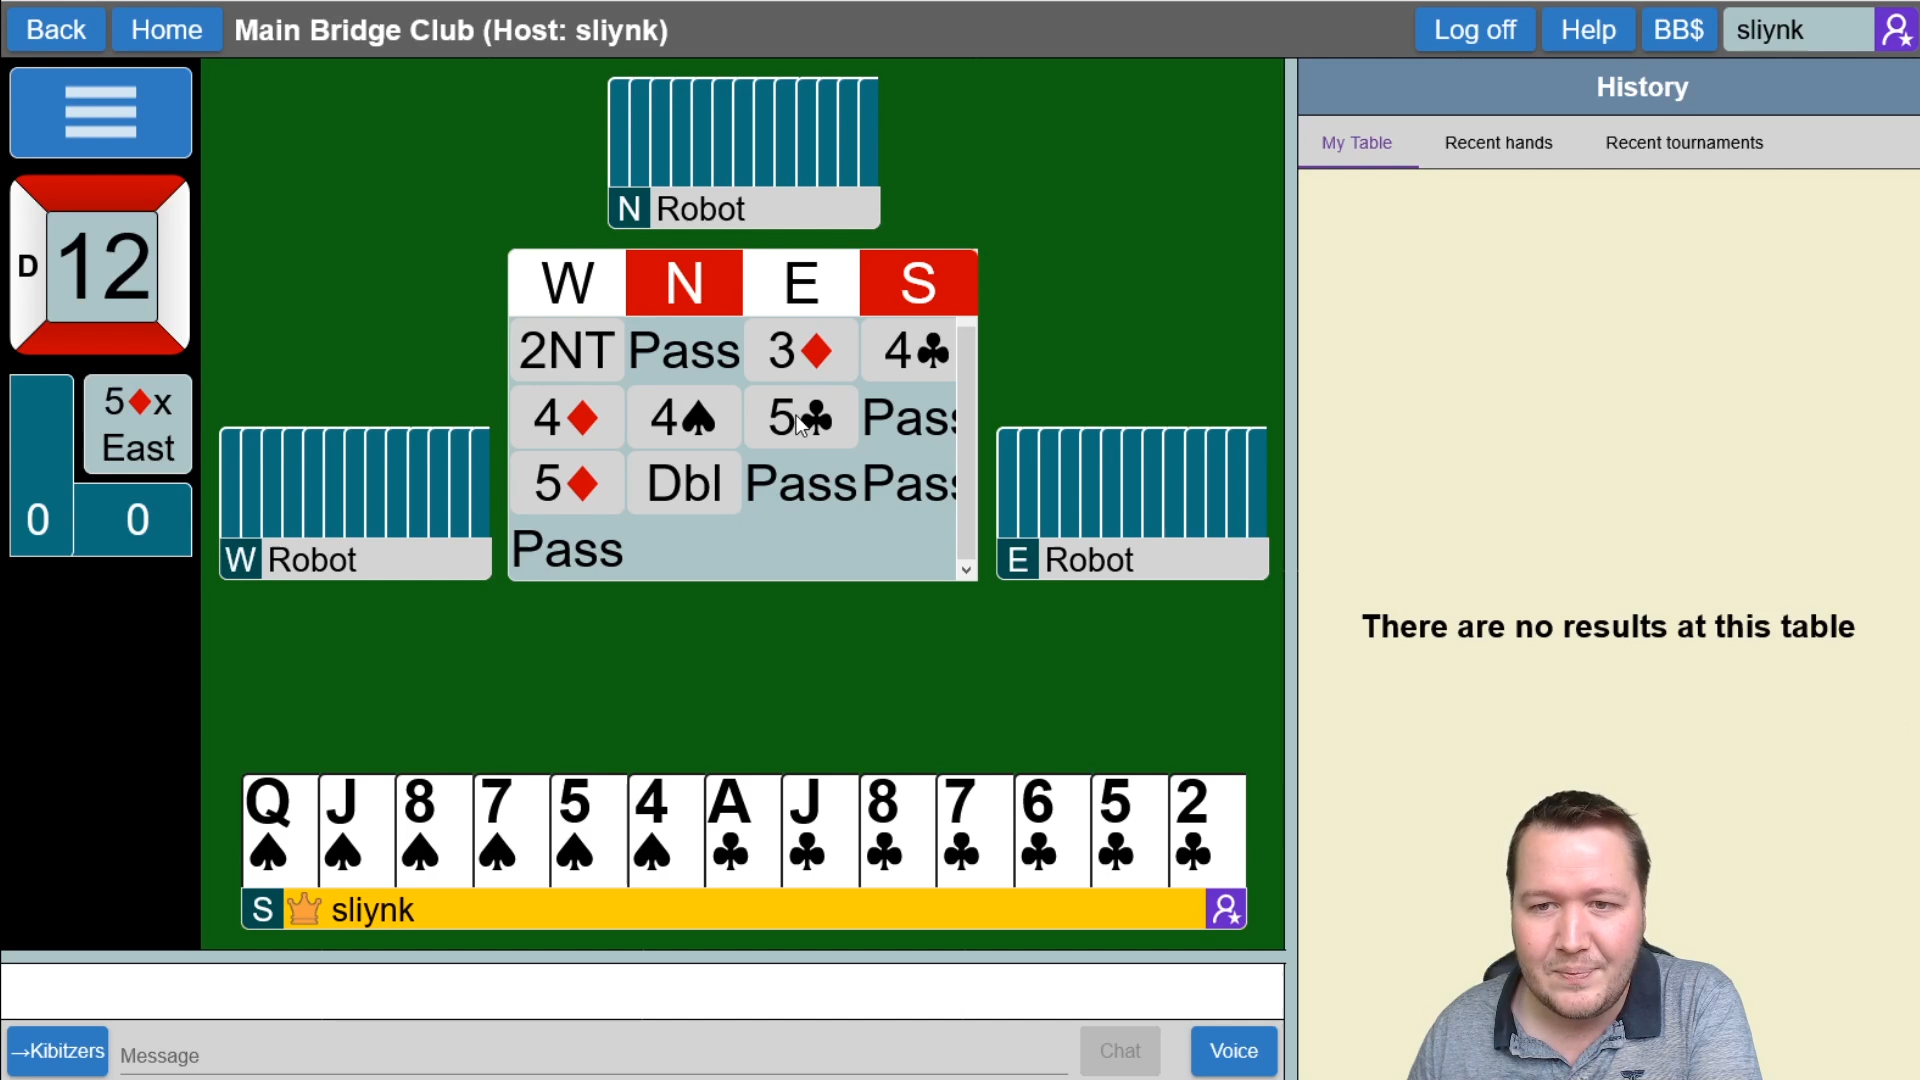 Back Home Main Bridge Club (Host: sliynk) Log off Help BB$ sliynk
History
My Table Recent hands Recent tournaments
D 12
5♦x
East
0 0
N Robot
W N E S
2NT Pass 3♦ 4♣
4♦ 4♠ 5♣ Pass
5♦ Dbl Pass Pass
Pass
W Robot
E Robot
There are no results at this table
Q J 8 7 5 4 A J 8 7 6 5 2
♠ ♠ ♠ ♠ ♠ ♠ ♣ ♣ ♣ ♣ ♣ ♣ ♣
S sliynk
→Kibitzers Message Chat Voice